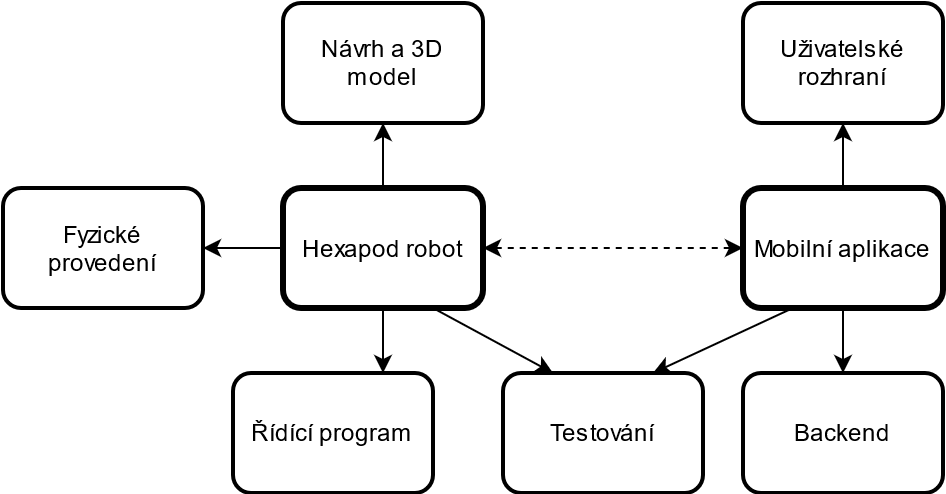 Návrh a 3D
model
Uživatelské
rozhraní
Fyzické
provedení
Hexapod robot
Mobilní aplikace
Řídící program
Testování
Backend